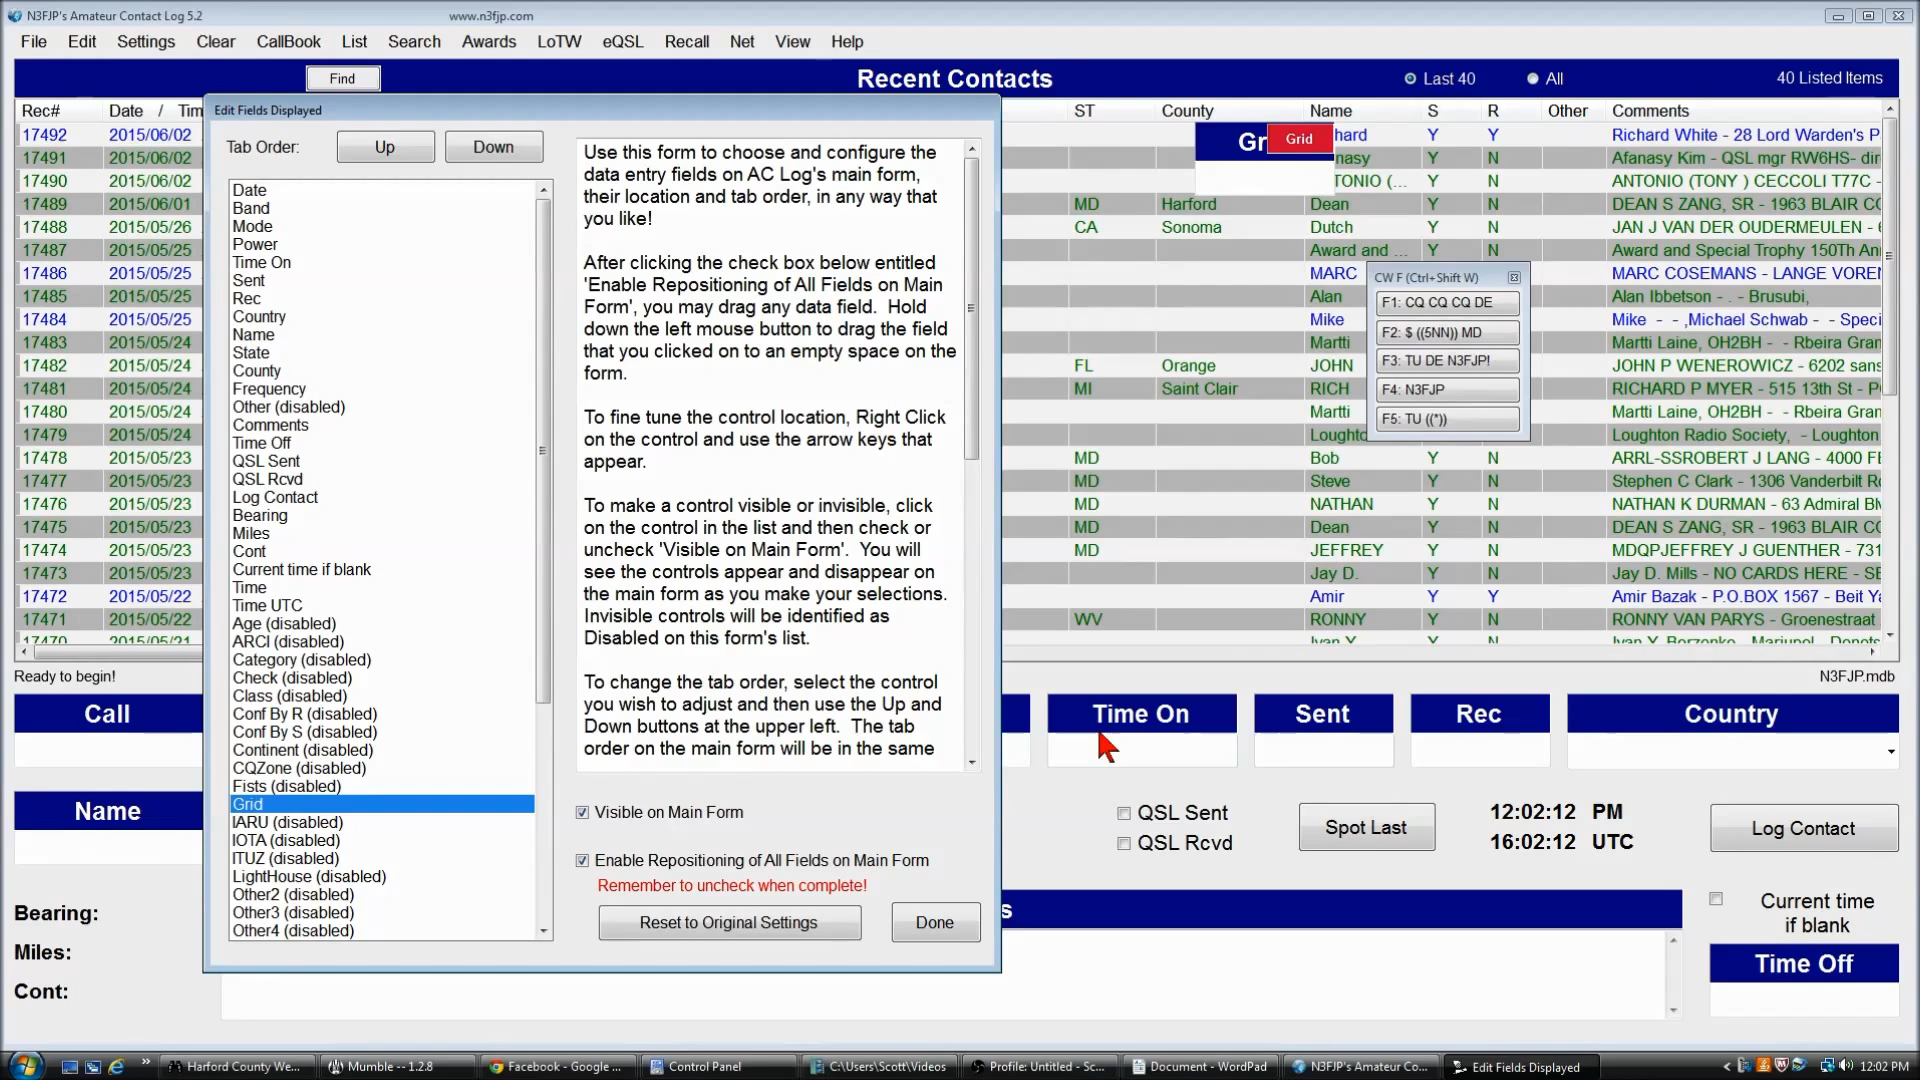 N3FJP's Amateur Contact Log 5.2 www.n3fjp.com
File Edit Settings Clear CallBook List Search Awards LoTW eQSL Recall Net View Help
Find Recent Contacts Last 40 All 40 Listed Items
Rec# Date / Tim ST County Name S R Other Comments
17492 2015/06/02 hard Y Y Richard White - 28 Lord Warden's P
17491 2015/06/02 nasy Y N Afanasy Kim - QSL mgr RW6HS- dir
17490 2015/06/02 TONIO (... Y N ANTONIO (TONY ) CECCOLI T77C -
17489 2015/06/01 MD Harford Dean Y N DEAN S ZANG, SR - 1963 BLAIR CO
17488 2015/05/26 CA Sonoma Dutch Y N JAN J VAN DER OUDERMEULEN - 6
17487 2015/05/25 Award and ... Y N Award and Special Trophy 150Th An
17486 2015/05/25 MARC MARC COSEMANS - LANGE VOREN
17485 2015/05/25 Alan Alan Ibbetson - . - Brusubi,
17484 2015/05/25 Mike Mike - - ,Michael Schwab - - Speci
17483 2015/05/24 Martti Martti Laine, OH2BH - - Rbeira Gran
17482 2015/05/24 FL Orange JOHN JOHN P WENEROWICZ - 6202 sans
17481 2015/05/24 MI Saint Clair RICH RICHARD P MYER - 515 13th St - P
17480 2015/05/24 Martti Martti Laine, OH2BH - - Rbeira Gran
17479 2015/05/24 Loughto Loughton Radio Society, - Loughton
17478 2015/05/23 MD Bob Y N ARRL-SSROBERT J LANG - 4000 FE
17477 2015/05/23 MD Steve Y N Stephen C Clark - 1306 Vanderbilt Ro
17476 2015/05/23 MD NATHAN Y N NATHAN K DURMAN - 63 Admiral Bl
17475 2015/05/23 MD Dean Y N DEAN S ZANG, SR - 1963 BLAIR CO
17474 2015/05/23 MD JEFFREY Y N MDQPJEFFREY J GUENTHER - 731
17473 2015/05/23 Jay D. Y N Jay D. Mills - NO CARDS HERE - SE
17472 2015/05/22 Amir Y Y Amir Bazak - P.O.BOX 1567 - Beit Ya
17471 2015/05/22 WV RONNY Y N RONNY VAN PARYS - Groenestraat
17470 2015/05/21
Gr Grid
CW F (Ctrl+Shift W)
F1: CQ CQ CQ DE
F2: $ ((5NN)) MD
F3: TU DE N3FJP!
F4: N3FJP
F5: TU ((*))
Edit Fields Displayed
Tab Order: Up Down
Date
Band
Mode
Power
Time On
Sent
Rec
Country
Name
State
County
Frequency
Other (disabled)
Comments
Time Off
QSL Sent
QSL Rcvd
Log Contact
Bearing
Miles
Cont
Current time if blank
Time
Time UTC
Age (disabled)
ARCI (disabled)
Category (disabled)
Check (disabled)
Class (disabled)
Conf By R (disabled)
Conf By S (disabled)
Continent (disabled)
CQZone (disabled)
Fists (disabled)
Grid
IARU (disabled)
IOTA (disabled)
ITUZ (disabled)
LightHouse (disabled)
Other2 (disabled)
Other3 (disabled)
Other4 (disabled)
Use this form to choose and configure the
data entry fields on AC Log's main form,
their location and tab order, in any way that
you like!
After clicking the check box below entitled
'Enable Repositioning of All Fields on Main
Form', you may drag any data field. Hold
down the left mouse button to drag the field
that you clicked on to an empty space on the
form.
To fine tune the control location, Right Click
on the control and use the arrow keys that
appear.
To make a control visible or invisible, click
on the control in the list and then check or
uncheck 'Visible on Main Form'. You will
see the controls appear and disappear on
the main form as you make your selections.
Invisible controls will be identified as
Disabled on this form's list.
To change the tab order, select the control
you wish to adjust and then use the Up and
Down buttons at the upper left. The tab
order on the main form will be in the same
Visible on Main Form
Enable Repositioning of All Fields on Main Form
Remember to uncheck when complete!
Reset to Original Settings Done
Ready to begin! N3FJP.mdb
Call Time On Sent Rec Country
Name
QSL Sent
QSL Rcvd
Spot Last
12:02:12 PM
16:02:12 UTC
Log Contact
Bearing:
Miles:
Cont:
s
Current time
if blank
Time Off
» Harford County We... Mumble -- 1.2.8 Facebook - Google ... Control Panel C:\Users\Scott\Videos Profile: Untitled - Sc... Document - WordPad N3FJP's Amateur Co... Edit Fields Displayed < 12:02 PM